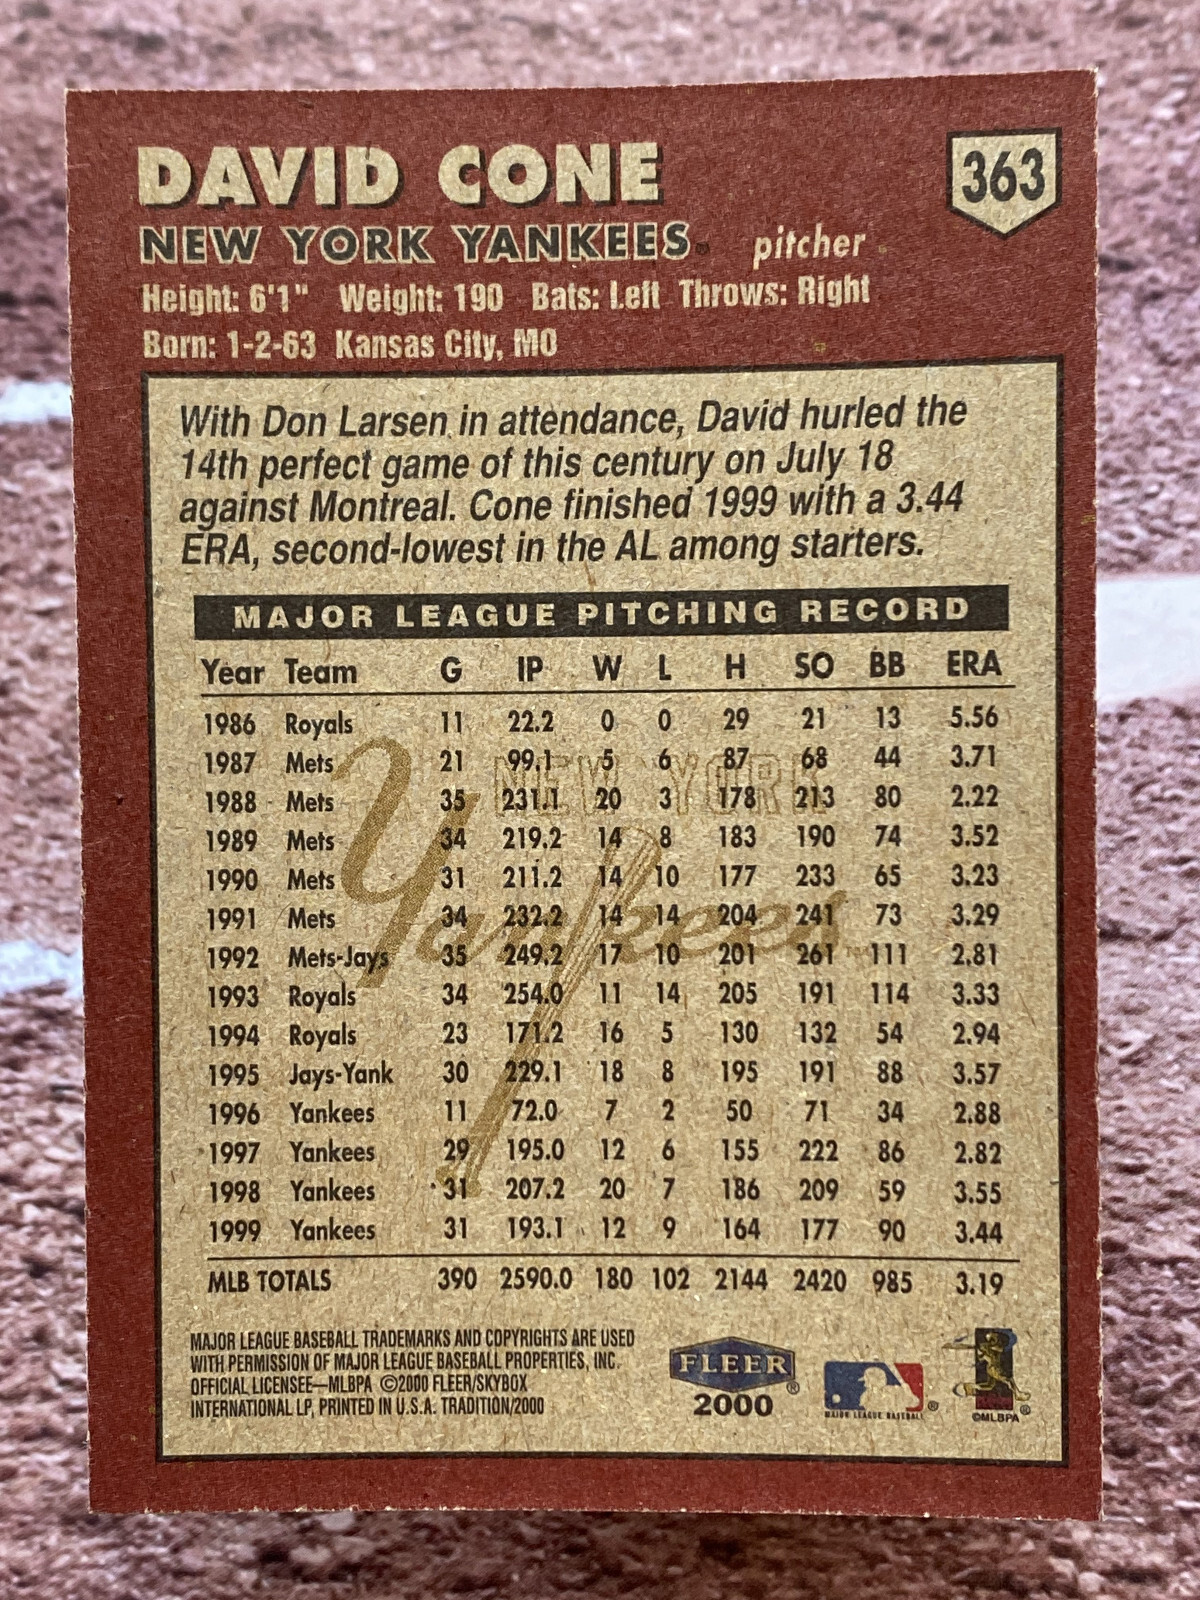 DAVID CONE
363
NEW YORK YANKEES. pitcher
Height: 6'1" Weight: 190 Bats: Left Throws: Right
Born: 1-2-63 Kansas City, MO
With Don Larsen in attendance, David hurled the
14th perfect game of this century on July 18
against Montreal. Cone finished 1999 with a 3.44
ERA, second-lowest in the AL among starters.
MAJOR LEAGUE PITCHING RECORD
Year Team G IP W L H SO BB ERA
1986 Royals 11 22.2 0 0 29 21 13 5.56
1987 Mets 21 99.1 5 6 87 68 44 3.71
1988 Mets 35 231.1 20 3 178 213 80 2.22
1989 Mets 34 219.2 14 8 183 190 74 3.52
1990 Mets 31 211.2 14 10 177 233 65 3.23
1991 Mets 34 232.2 14 14 204 241 73 3.29
1992 Mets-Jays 35 249.2 17 10 201 261 111 2.81
1993 Royals 34 254.0 11 14 205 191 114 3.33
1994 Royals 23 171.2 16 5 130 132 54 2.94
1995 Jays-Yank 30 229.1 18 8 195 191 88 3.57
1996 Yankees 11 72.0 7 2 50 71 34 2.88
1997 Yankees 29 195.0 12 6 155 222 86 2.82
1998 Yankees 31 207.2 20 7 186 209 59 3.55
1999 Yankees 31 193.1 12 9 164 177 90 3.44
MLB TOTALS 390 2590.0 180 102 2144 2420 985 3.19
NEW YORK
Yankees
MAJOR LEAGUE BASEBALL TRADEMARKS AND COPYRIGHTS ARE USED
WITH PERMISSION OF MAJOR LEAGUE BASEBALL PROPERTIES, INC.
OFFICIAL LICENSEE—MLBPA ©2000 FLEER/SKYBOX
INTERNATIONAL LP, PRINTED IN U.S.A. TRADITION/2000
FLEER®
2000
MAJOR LEAGUE BASEBALL®
©MLBPA®